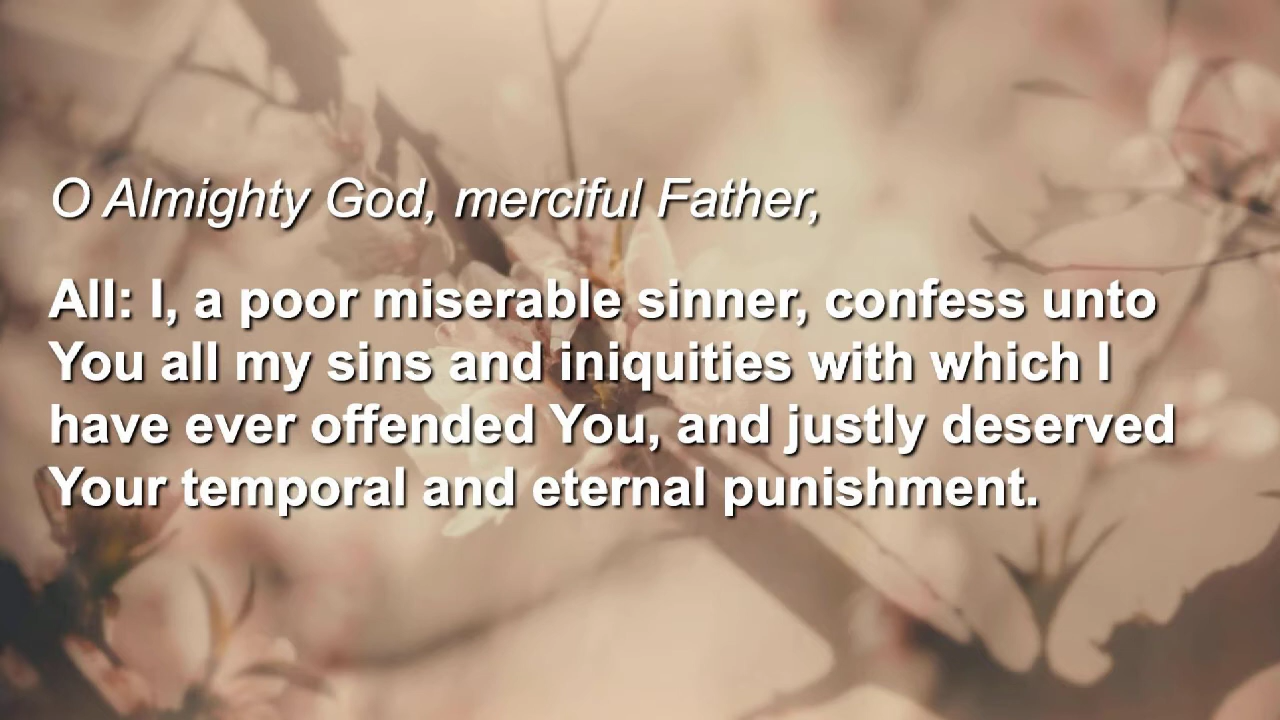 O Almighty God, merciful Father,
All: I, a poor miserable sinner, confess unto
You all my sins and iniquities with which I
have ever offended You, and justly deserved
Your temporal and eternal punishment.